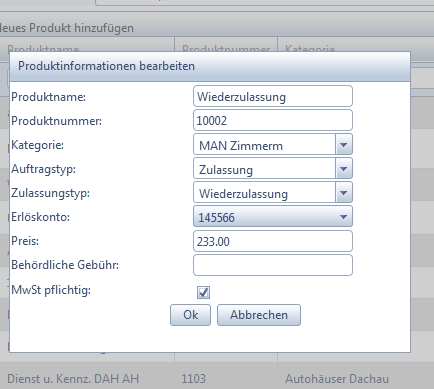 Neues Produkt hinzufügen
Produktname Produktnummer Kategorie
Produktinformationen bearbeiten
Produktname: Wiederzulassung
Produktnummer: 10002
Kategorie: MAN Zimmerm
Auftragstyp: Zulassung
Zulassungstyp: Wiederzulassung
Erlöskonto: 145566
Preis: 233.00
Behördliche Gebühr:
MwSt pflichtig:
Ok Abbrechen
Dienst u. Kennz. DAH AH 1103 Autohäuser Dachau